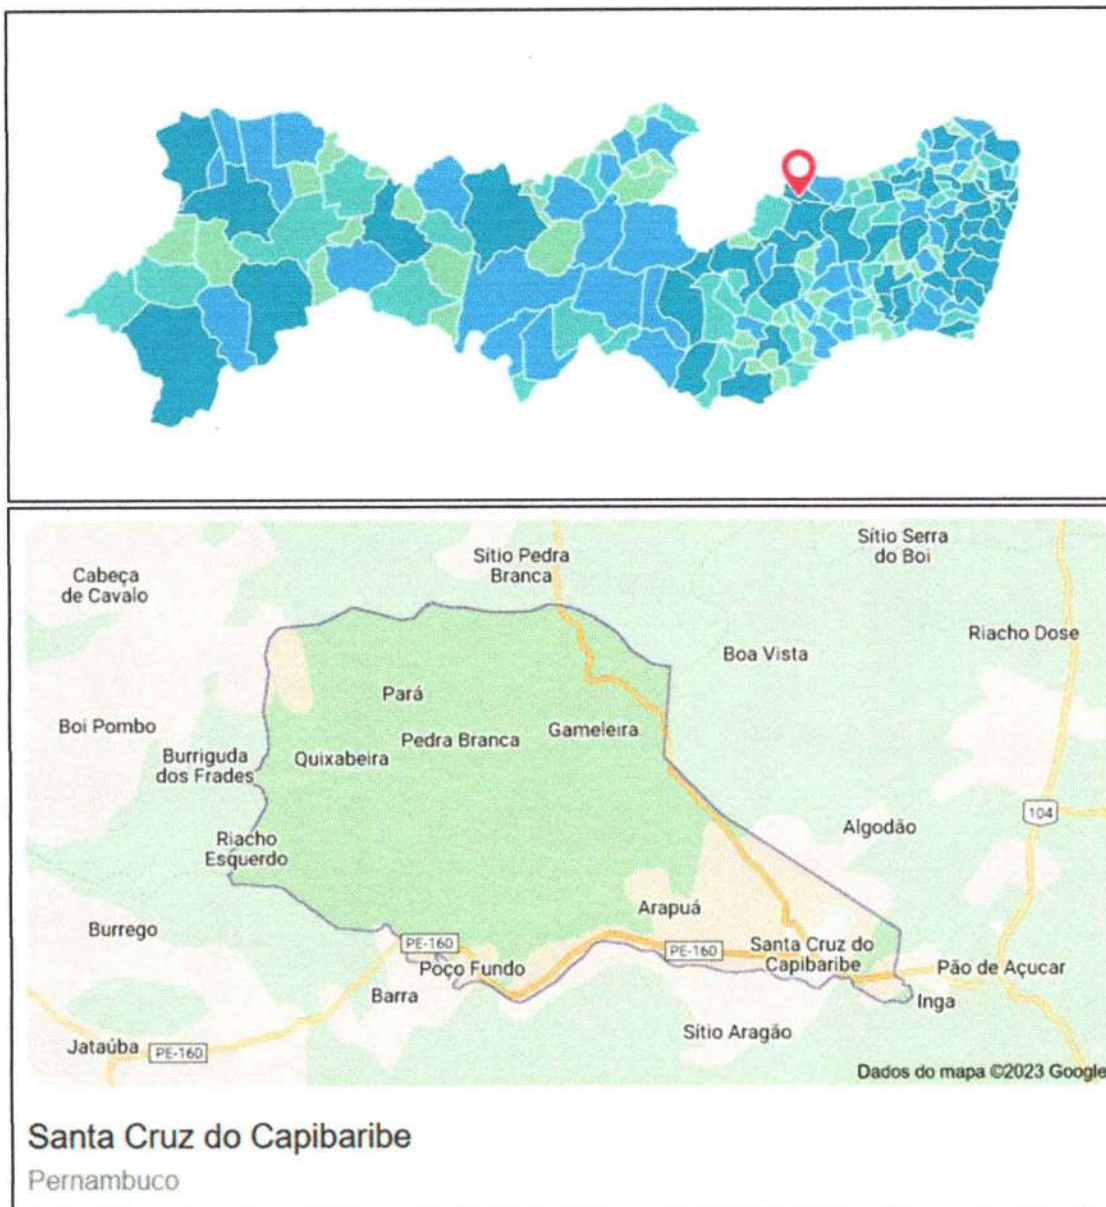 Sítio Pedra
Branca
Sítio Serra
do Boi
Cabeça
de Cavalo
Riacho Dose
Boa Vista
Pará
Boi Pombo
Gameleira
Pedra Branca
Burriguda
dos Frades
Quixabeira
104
Algodão
Riacho
Esquerdo
Arapuá
Burrego
PE-160
PE-160
Santa Cruz do
Capibaribe
Poço Fundo
Pão de Açucar
Barra
Inga
Sítio Aragão
Jataúba
PE-160
Dados do mapa ©2023 Google
Santa Cruz do Capibaribe
Pernambuco